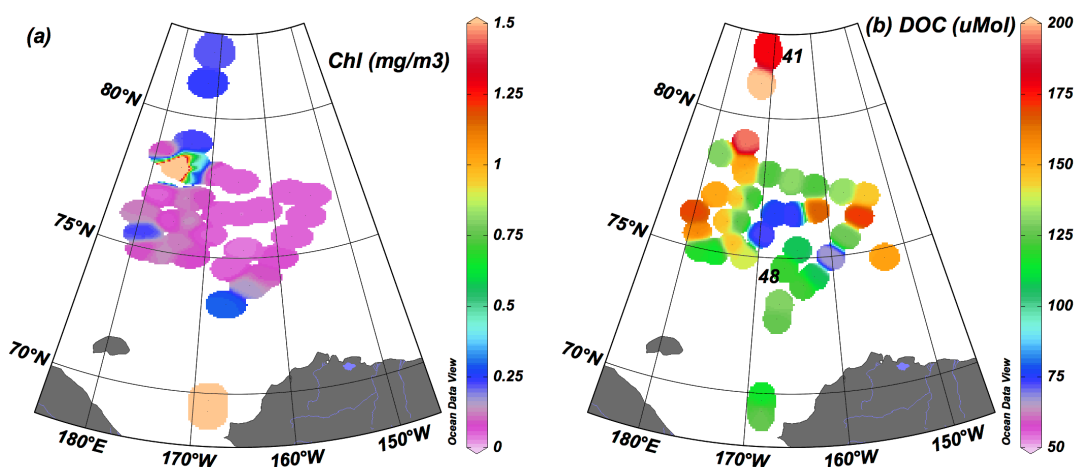 (a)
Chl (mg/m3)
80°N
75°N
70°N
180°E
170°W
160°W
150°W
1.5
1.25
1
0.75
0.5
0.25
0
Ocean Data View
(b)
DOC (uMol)
41
48
80°N
75°N
70°N
180°E
170°W
160°W
150°W
200
175
150
125
100
75
50
Ocean Data View